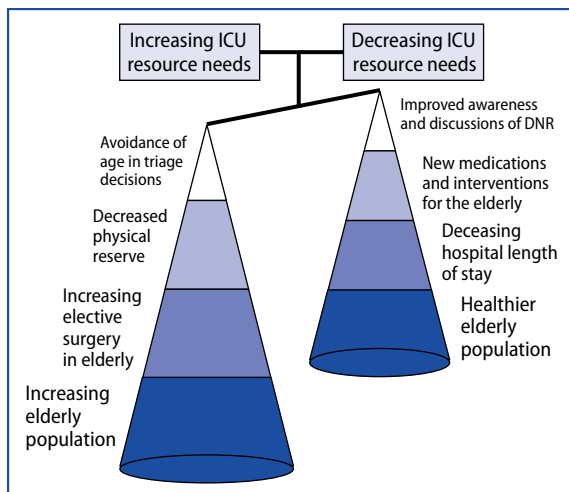 Increasing ICU
resource needs
Decreasing ICU
resource needs
Avoidance of
age in triage
decisions
Decreased
physical
reserve
Increasing
elective
surgery
in elderly
Increasing
elderly
population
Improved awareness
and discussions of DNR
New medications
and interventions
for the elderly
Deceasing
hospital length
of stay
Healthier
elderly
population